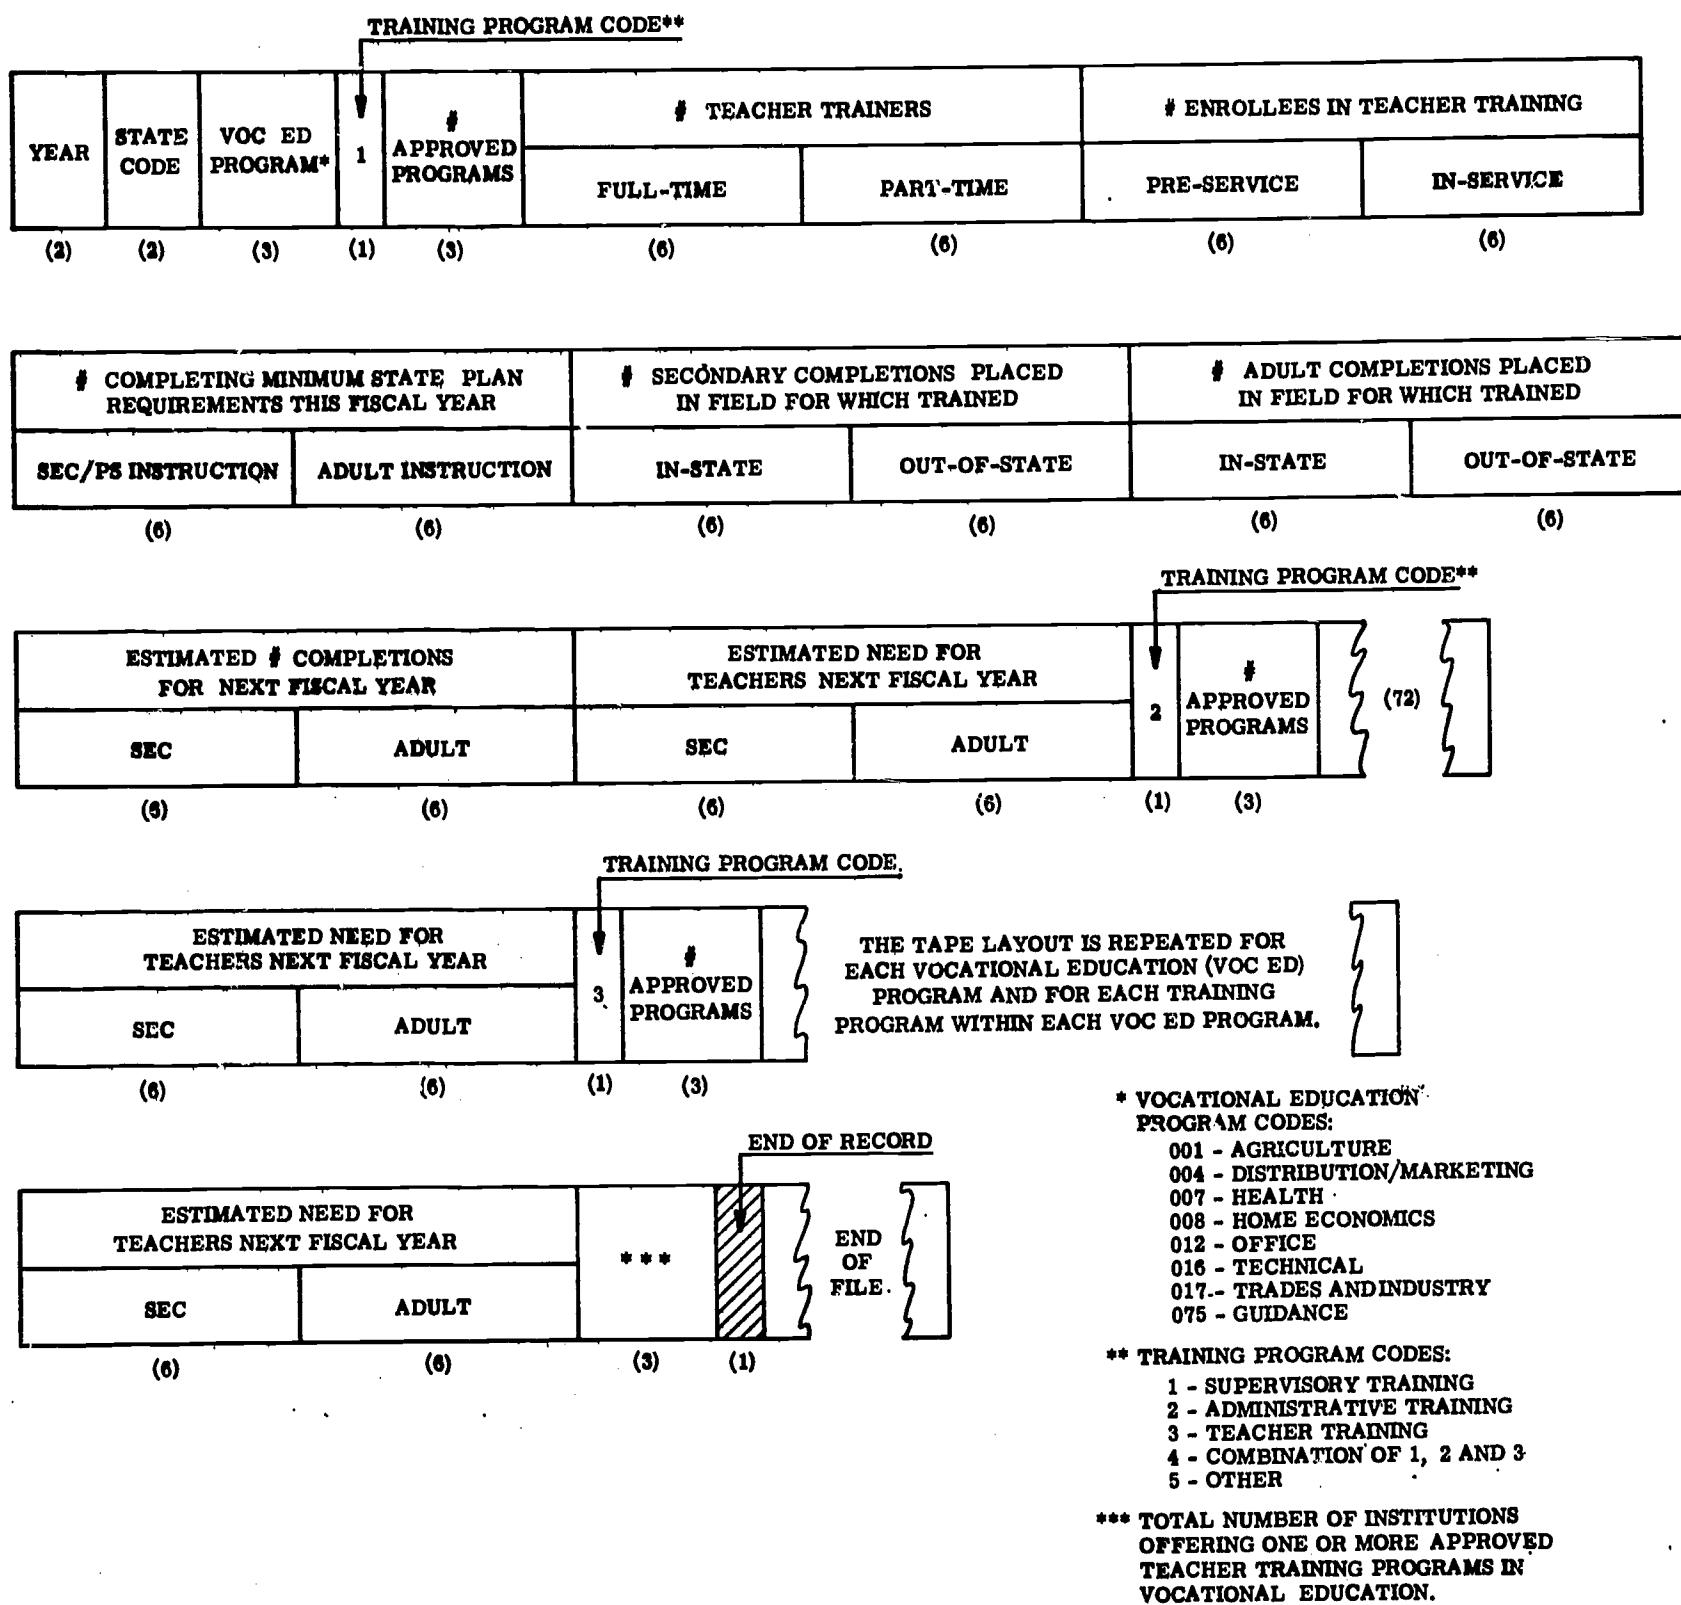 TRAINING PROGRAM CODE**
YEAR
STATE
CODE
VOC ED
PROGRAM*
1
#
APPROVED
PROGRAMS
# TEACHER TRAINERS
FULL-TIME
PART-TIME
# ENROLLEES IN TEACHER TRAINING
PRE-SERVICE
IN-SERVICE
(2) (2) (3) (1) (3) (6) (6) (6) (6)
# COMPLETING MINIMUM STATE PLAN
REQUIREMENTS THIS FISCAL YEAR
SEC/PS INSTRUCTION
ADULT INSTRUCTION
# SECONDARY COMPLETIONS PLACED
IN FIELD FOR WHICH TRAINED
IN-STATE
OUT-OF-STATE
# ADULT COMPLETIONS PLACED
IN FIELD FOR WHICH TRAINED
IN-STATE
OUT-OF-STATE
(6) (6) (6) (6) (6) (6)
TRAINING PROGRAM CODE**
ESTIMATED # COMPLETIONS
FOR NEXT FISCAL YEAR
SEC
ADULT
ESTIMATED NEED FOR
TEACHERS NEXT FISCAL YEAR
SEC
ADULT
2
#
APPROVED
PROGRAMS
(72)
(6) (6) (6) (6) (1) (3)
TRAINING PROGRAM CODE
ESTIMATED NEED FOR
TEACHERS NEXT FISCAL YEAR
SEC
ADULT
3
#
APPROVED
PROGRAMS
THE TAPE LAYOUT IS REPEATED FOR
EACH VOCATIONAL EDUCATION (VOC ED)
PROGRAM AND FOR EACH TRAINING
PROGRAM WITHIN EACH VOC ED PROGRAM.
(6) (6) (1) (3)
END OF RECORD
ESTIMATED NEED FOR
TEACHERS NEXT FISCAL YEAR
SEC
ADULT
***
END
OF
FILE.
(6) (6) (3) (1)
* VOCATIONAL EDUCATION
PROGRAM CODES:
001 - AGRICULTURE
004 - DISTRIBUTION/MARKETING
007 - HEALTH
008 - HOME ECONOMICS
012 - OFFICE
016 - TECHNICAL
017 - TRADES AND INDUSTRY
075 - GUIDANCE
** TRAINING PROGRAM CODES:
1 - SUPERVISORY TRAINING
2 - ADMINISTRATIVE TRAINING
3 - TEACHER TRAINING
4 - COMBINATION OF 1, 2 AND 3
5 - OTHER
*** TOTAL NUMBER OF INSTITUTIONS
OFFERING ONE OR MORE APPROVED
TEACHER TRAINING PROGRAMS IN
VOCATIONAL EDUCATION.